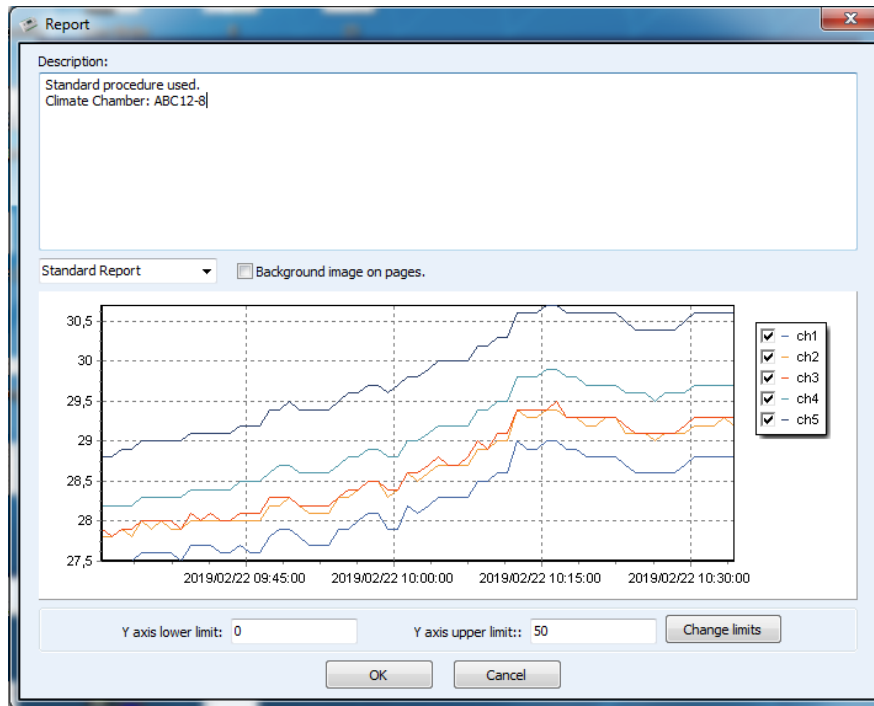 Report
Description:
Standard procedure used.
Climate Chamber: ABC12-8
Standard Report
Background image on pages.
30,5
30
29,5
29
28,5
28
27,5
2019/02/22 09:45:00 2019/02/22 10:00:00 2019/02/22 10:15:00 2019/02/22 10:30:00
ch1
ch2
ch3
ch4
ch5
Y axis lower limit: 0 Y axis upper limit:: 50 Change limits
OK Cancel